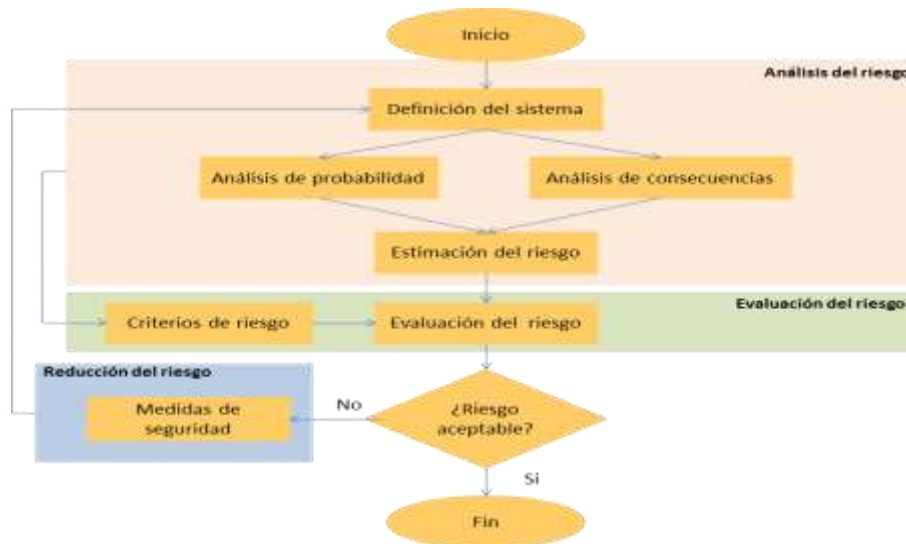 Inicio
Análisis del riesgo
Definición del sistema
Análisis de probabilidad
Análisis de consecuencias
Estimación del riesgo
Evaluación del riesgo
Criterios de riesgo
Evaluación del riesgo
Reducción del riesgo
Medidas de
seguridad
No
¿Riesgo
aceptable?
Si
Fin